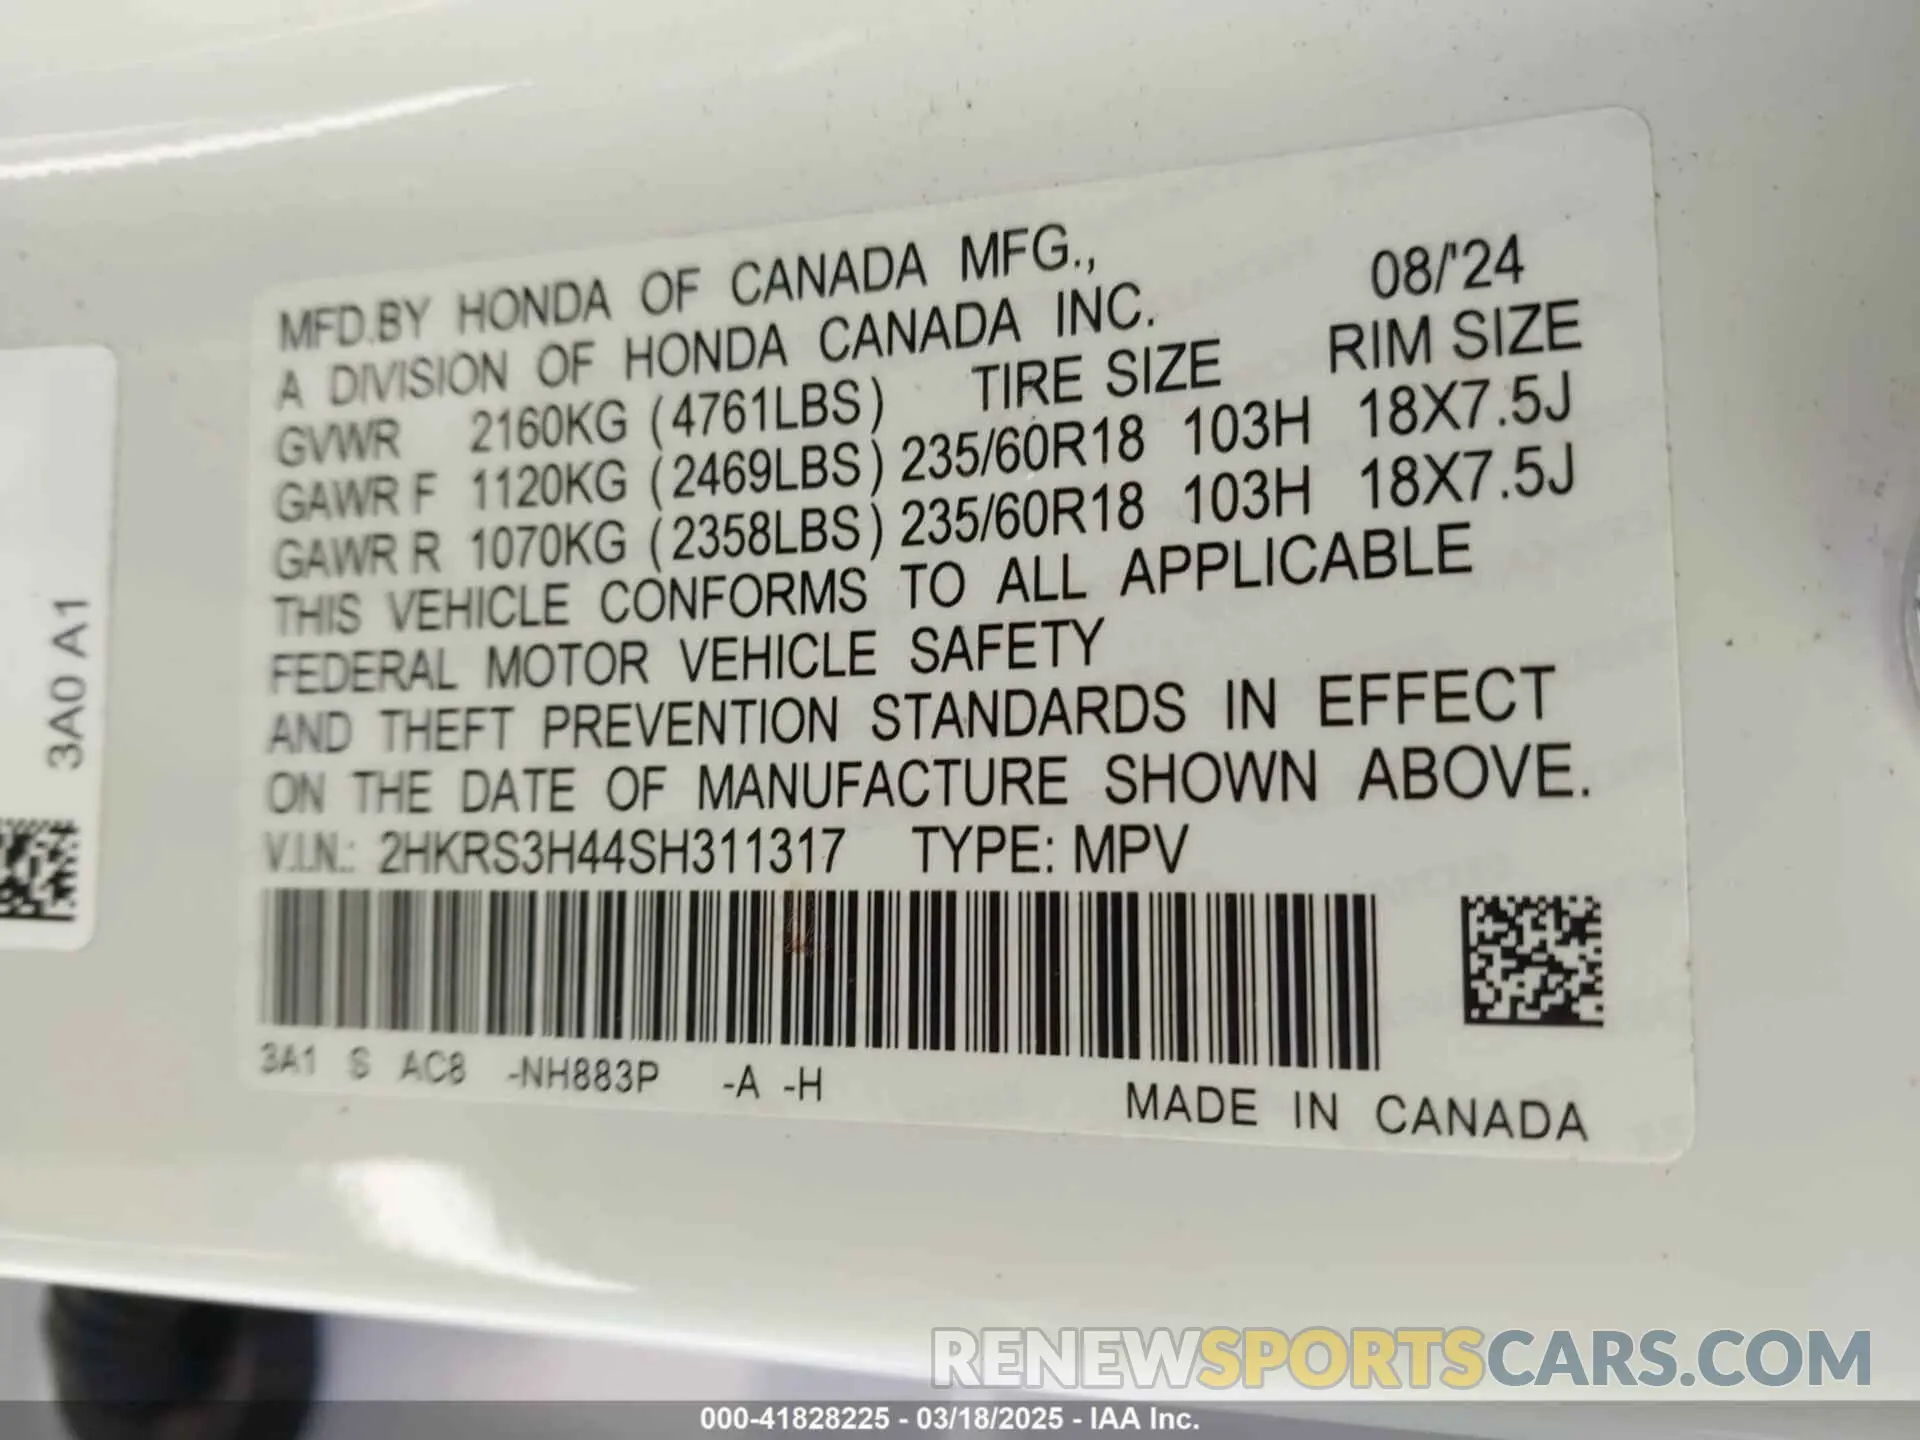 MFD.BY HONDA OF CANADA MFG., 08/'24
A DIVISION OF HONDA CANADA INC.
TIRE SIZE RIM SIZE
GVWR 2160KG (4761LBS)
GAWR F 1120KG (2469LBS) 235/60R18 103H 18X7.5J
GAWR R 1070KG (2358LBS) 235/60R18 103H 18X7.5J
THIS VEHICLE CONFORMS TO ALL APPLICABLE
FEDERAL MOTOR VEHICLE SAFETY
AND THEFT PREVENTION STANDARDS IN EFFECT
ON THE DATE OF MANUFACTURE SHOWN ABOVE.
V.I.N.: 2HKRS3H44SH311317 TYPE: MPV
3A1 S AC8 -NH883P -A -H
MADE IN CANADA
3A0 A1
RENEWSPORTSCARS.COM
000-41828225 - 03/18/2025 - IAA Inc.